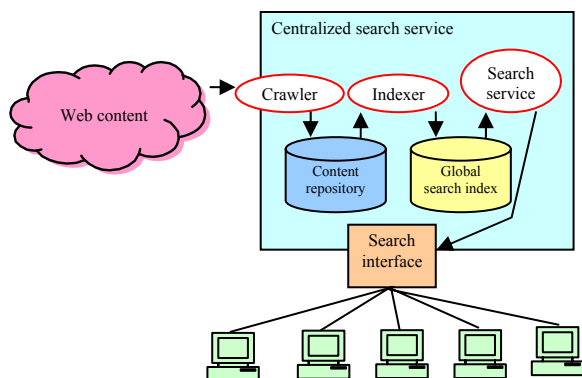 Centralized search service
Web content
Crawler
Indexer
Search
service
Content
repository
Global
search index
Search
interface